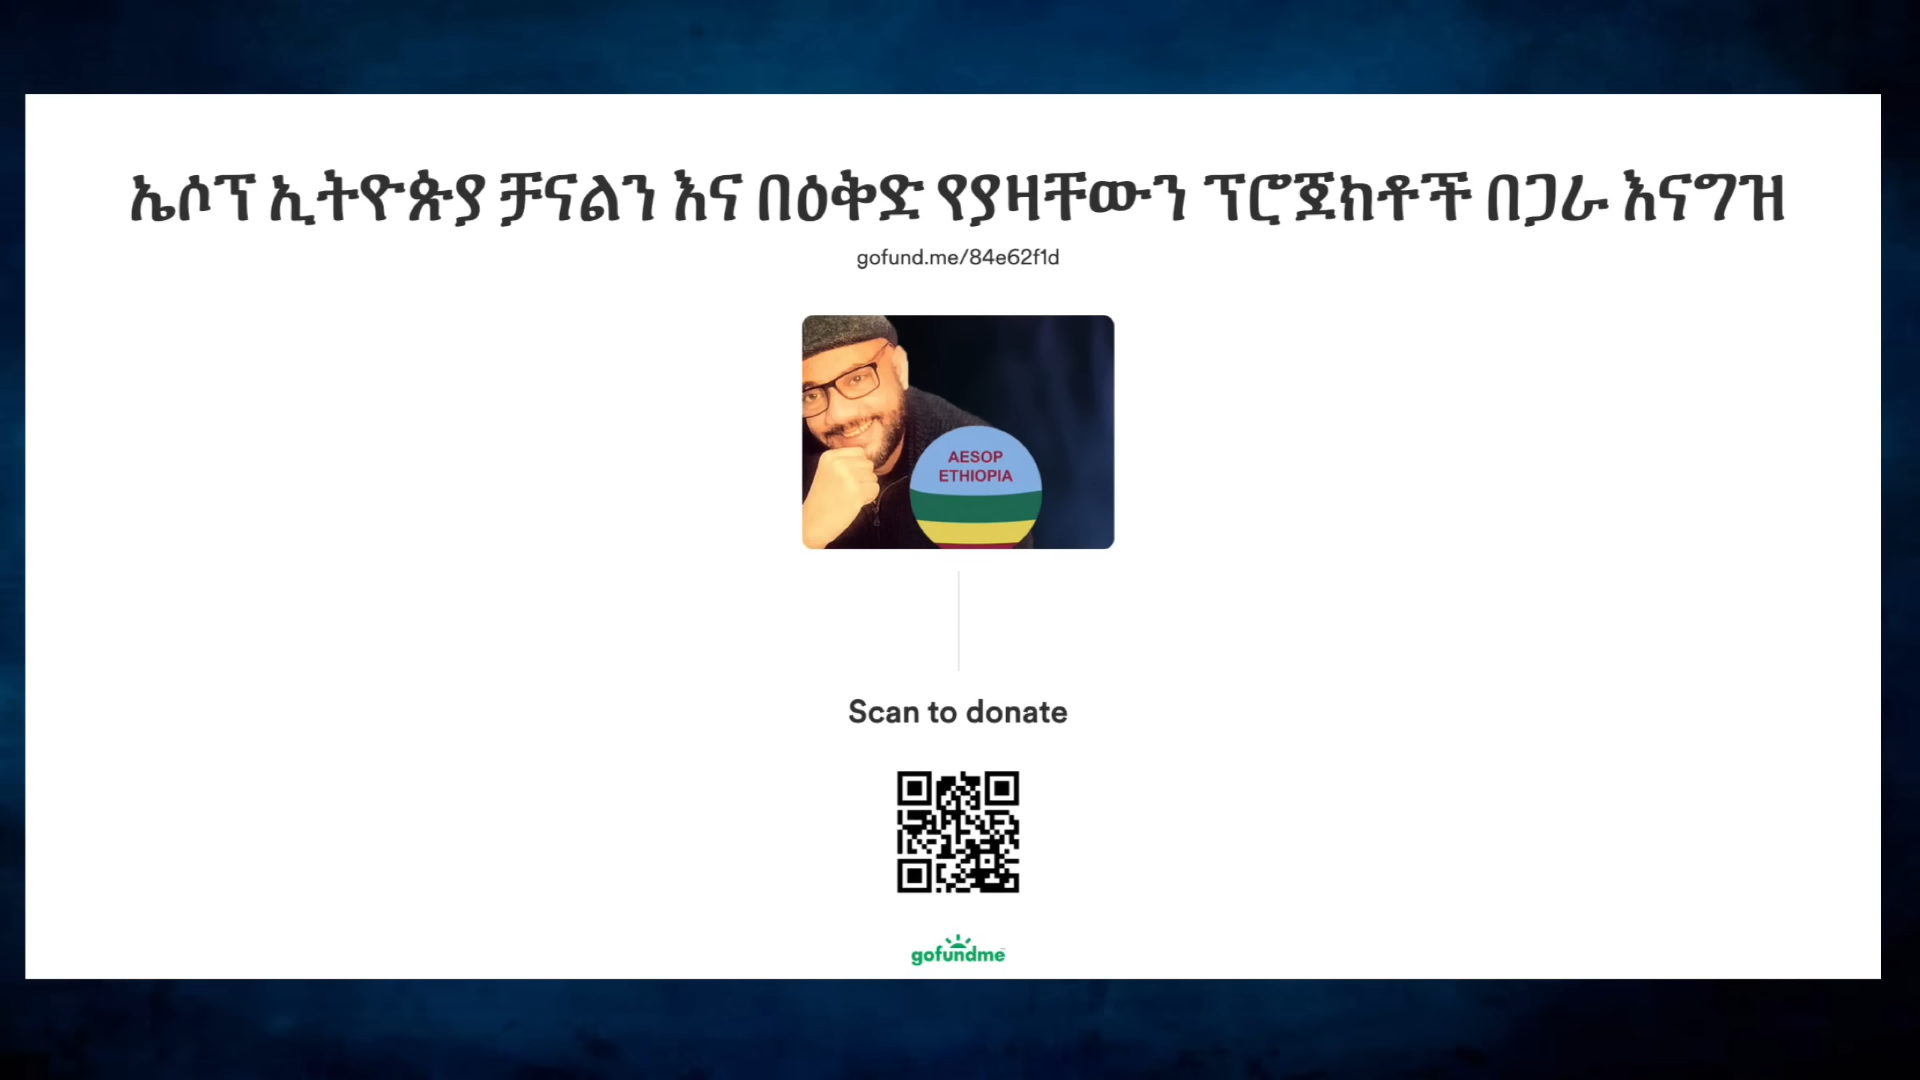 ኤሶፕ ኢትዮጵያ ቻናልን እና በዕቅድ የያዛቸውን ፕሮጀክቶች በጋራ እናግዝ
gofund.me/84e62f1d
AESOP
ETHIOPIA
Scan to donate
gofundme